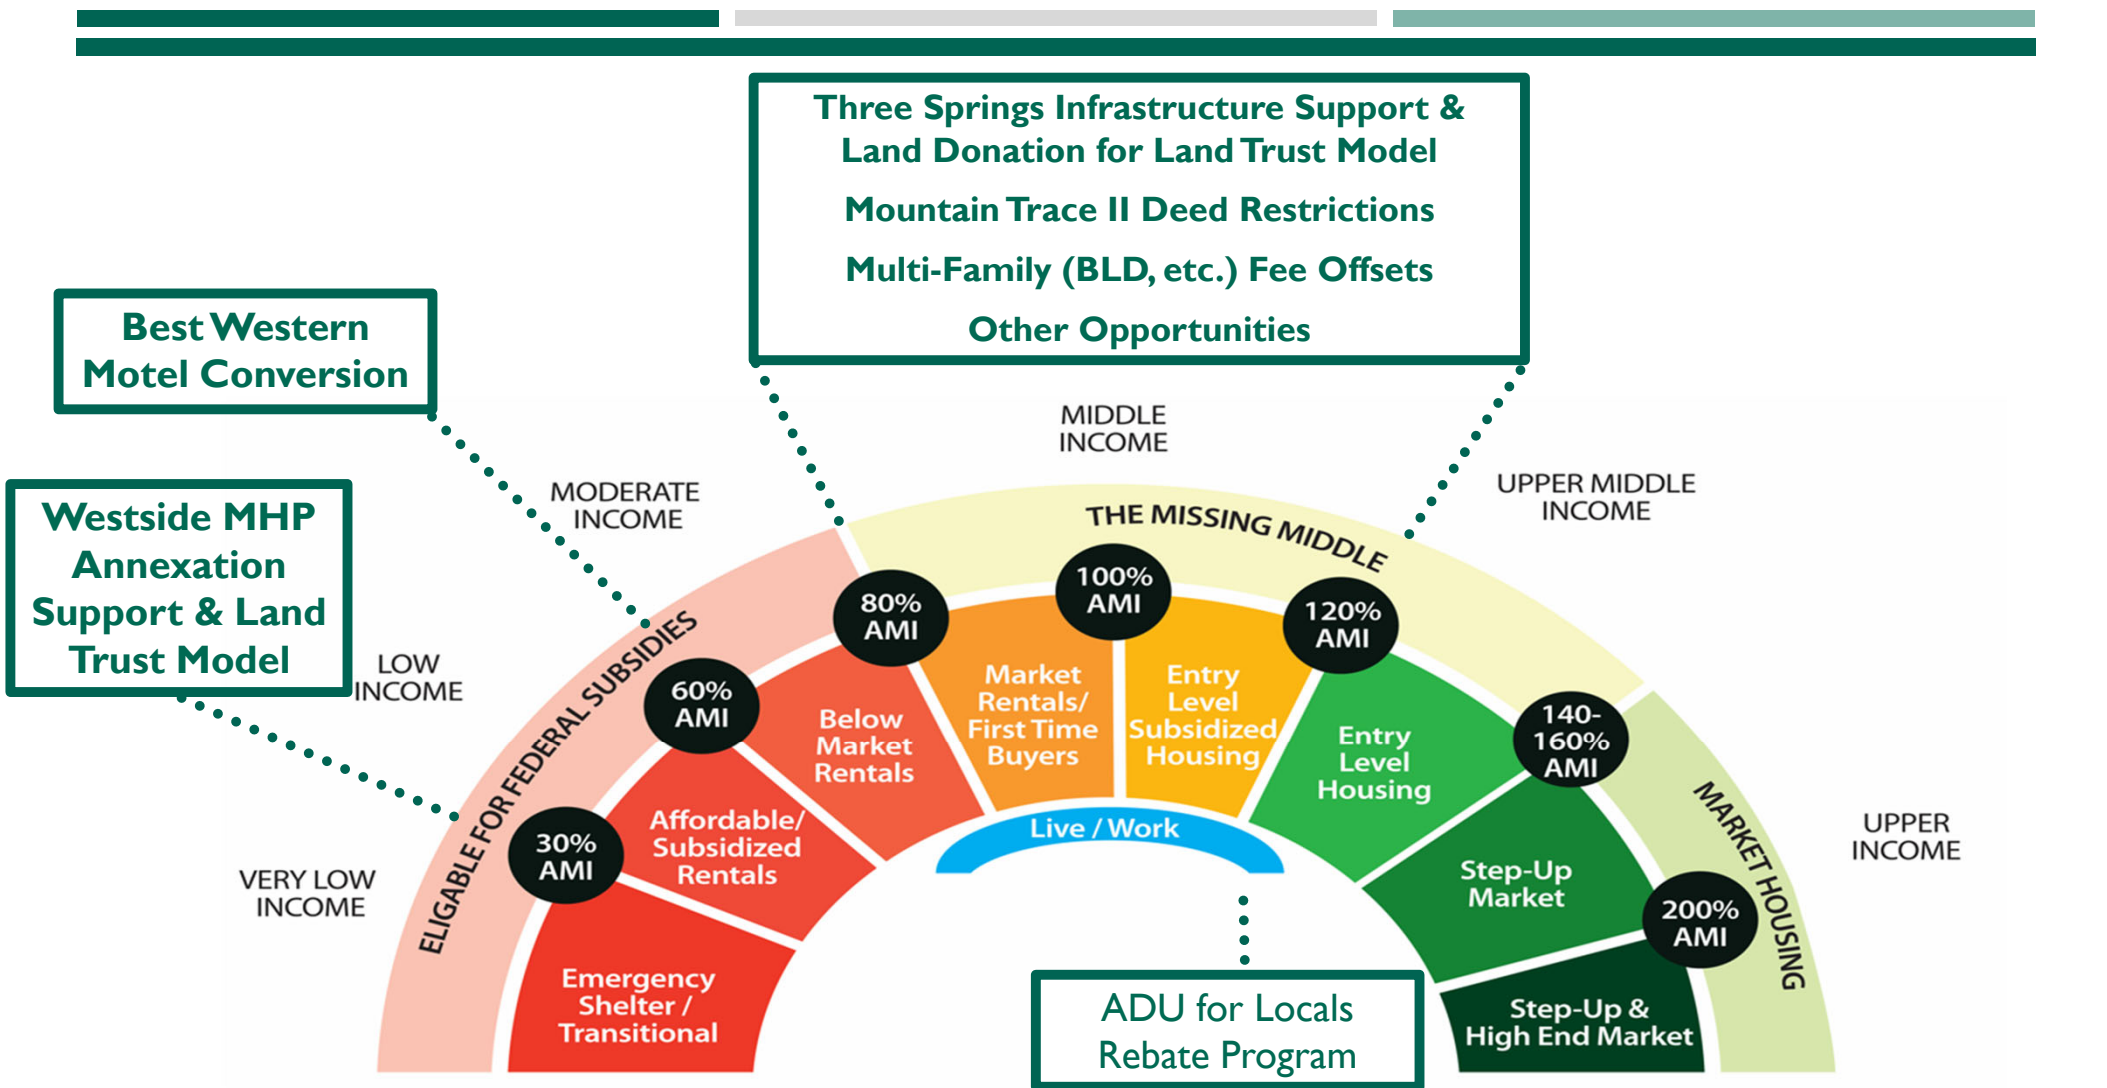 Three Springs Infrastructure Support &
Land Donation for Land Trust Model
Mountain Trace II Deed Restrictions
Multi-Family (BLD, etc.) Fee Offsets
Other Opportunities
Best Western
Motel Conversion
Westside MHP
Annexation
Support & Land
Trust Model
VERY LOW
INCOME
LOW
INCOME
MODERATE
INCOME
MIDDLE
INCOME
UPPER MIDDLE
INCOME
UPPER
INCOME
ELIGABLE FOR FEDERAL SUBSIDIES
THE MISSING MIDDLE
MARKET HOUSING
30%
AMI
60%
AMI
80%
AMI
100%
AMI
120%
AMI
140-
160%
AMI
200%
AMI
Emergency
Shelter /
Transitional
Affordable/
Subsidized
Rentals
Below
Market
Rentals
Market
Rentals/
First Time
Buyers
Entry
Level
Subsidized
Housing
Entry
Level
Housing
Step-Up
Market
Step-Up &
High End Market
Live / Work
ADU for Locals
Rebate Program